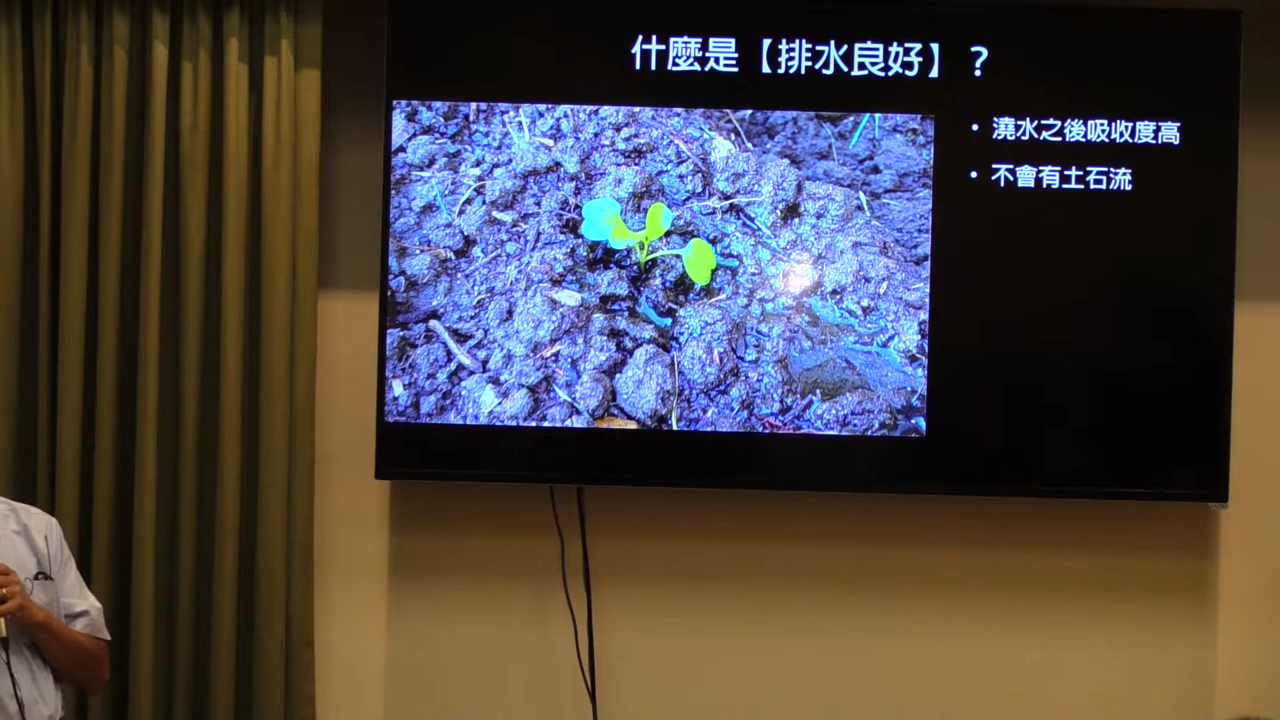 什麼是【排水良好】？
• 澆水之後吸收度高
• 不會有土石流